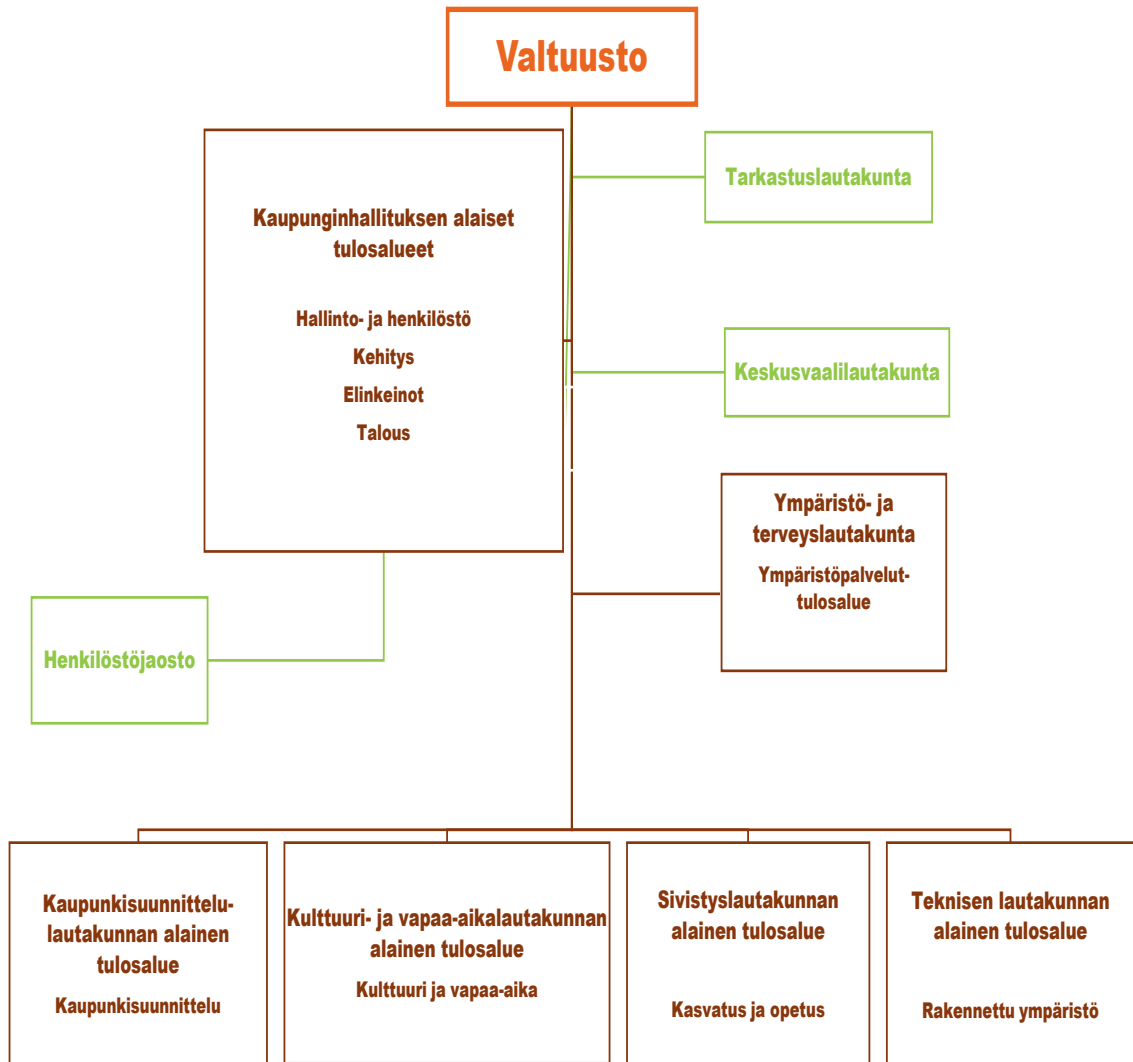 Valtuusto
Tarkastuslautakunta
Kaupunginhallituksen alaiset
tulosalueet
Hallinto- ja henkilöstö
Kehitys
Elinkeinot
Talous
Keskusvaalilautakunta
Ympäristö- ja
terveyslautakunta
Ympäristöpalvelut-
tulosalue
Henkilöstöjaosto
Kaupunkisuunnittelu-
lautakunnan alainen
tulosalue
Kaupunkisuunnittelu
Kulttuuri- ja vapaa-aikalautakunnan
alainen tulosalue
Kulttuuri ja vapaa-aika
Sivistyslautakunnan
alainen tulosalue
Kasvatus ja opetus
Teknisen lautakunnan
alainen tulosalue
Rakennettu ympäristö